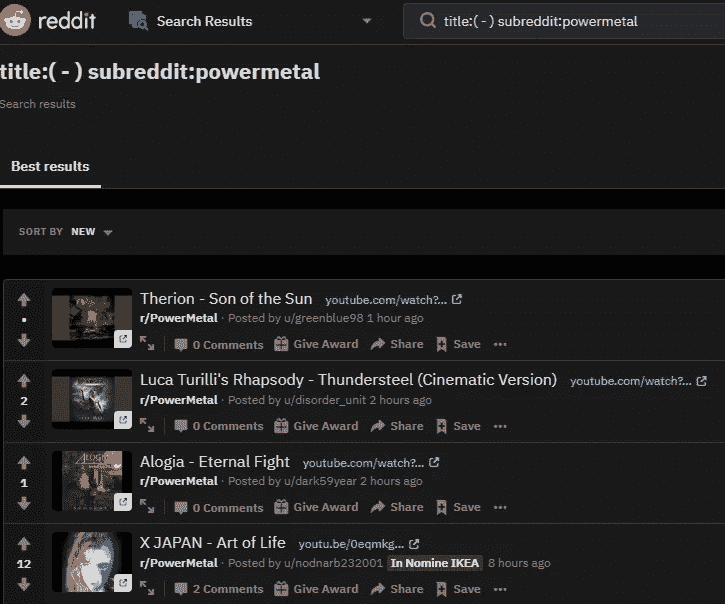 reddit Search Results title:( - ) subreddit:powermetal
title:( - ) subreddit:powermetal
Search results
Best results
SORT BY NEW
Therion - Son of the Sun youtube.com/watch?...
r/PowerMetal · Posted by u/greenblue98 1 hour ago
0 Comments Give Award Share Save ...
2
Luca Turilli's Rhapsody - Thundersteel (Cinematic Version) youtube.com/watch?...
r/PowerMetal · Posted by u/disorder_unit 2 hours ago
0 Comments Give Award Share Save ...
1
Alogia - Eternal Fight youtube.com/watch?...
r/PowerMetal · Posted by u/dark59year 2 hours ago
0 Comments Give Award Share Save ...
12
X JAPAN - Art of Life youtu.be/0eqmkg...
r/PowerMetal · Posted by u/nodnarb232001 In Nomine IKEA 8 hours ago
2 Comments Give Award Share Save ...